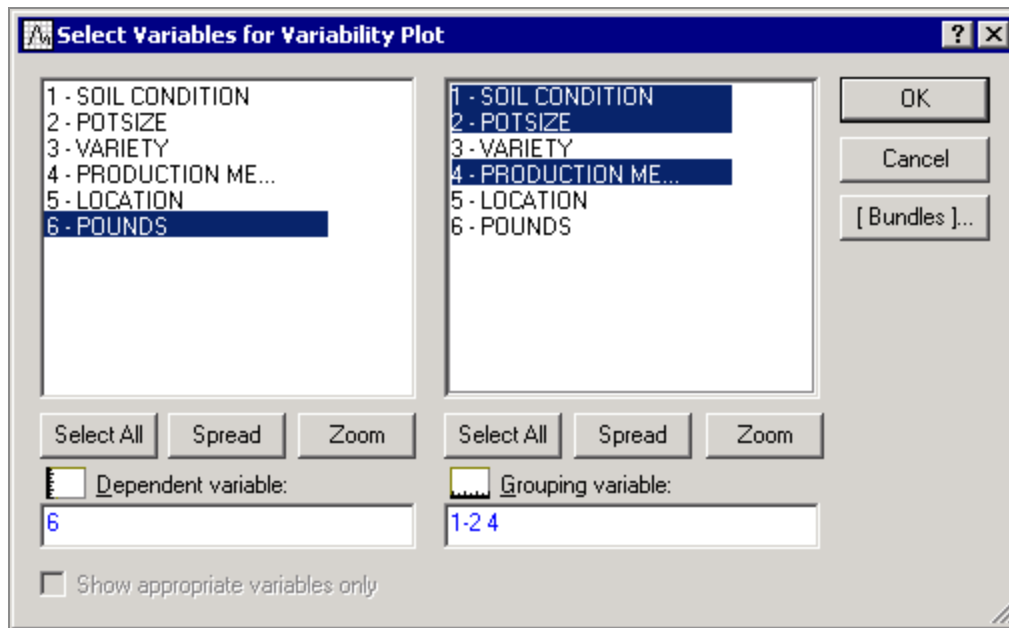 Select Variables for Variability Plot
1 - SOIL CONDITION
2 - POTSIZE
3 - VARIETY
4 - PRODUCTION ME...
5 - LOCATION
6 - POUNDS
1 - SOIL CONDITION
2 - POTSIZE
3 - VARIETY
4 - PRODUCTION ME...
5 - LOCATION
6 - POUNDS
OK
Cancel
[ Bundles ]...
Select All Spread Zoom
Select All Spread Zoom
Dependent variable:
6
Grouping variable:
1-2 4
Show appropriate variables only